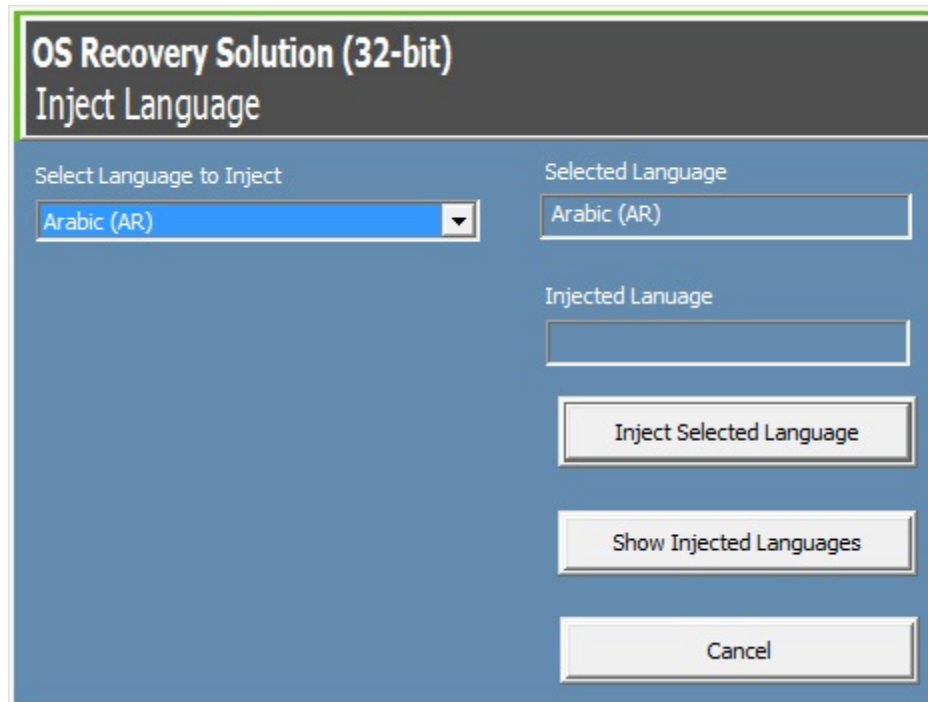 OS Recovery Solution (32-bit)
Inject Language
Select Language to Inject
Arabic (AR)
Selected Language
Arabic (AR)
Injected Lanuage
Inject Selected Language
Show Injected Languages
Cancel